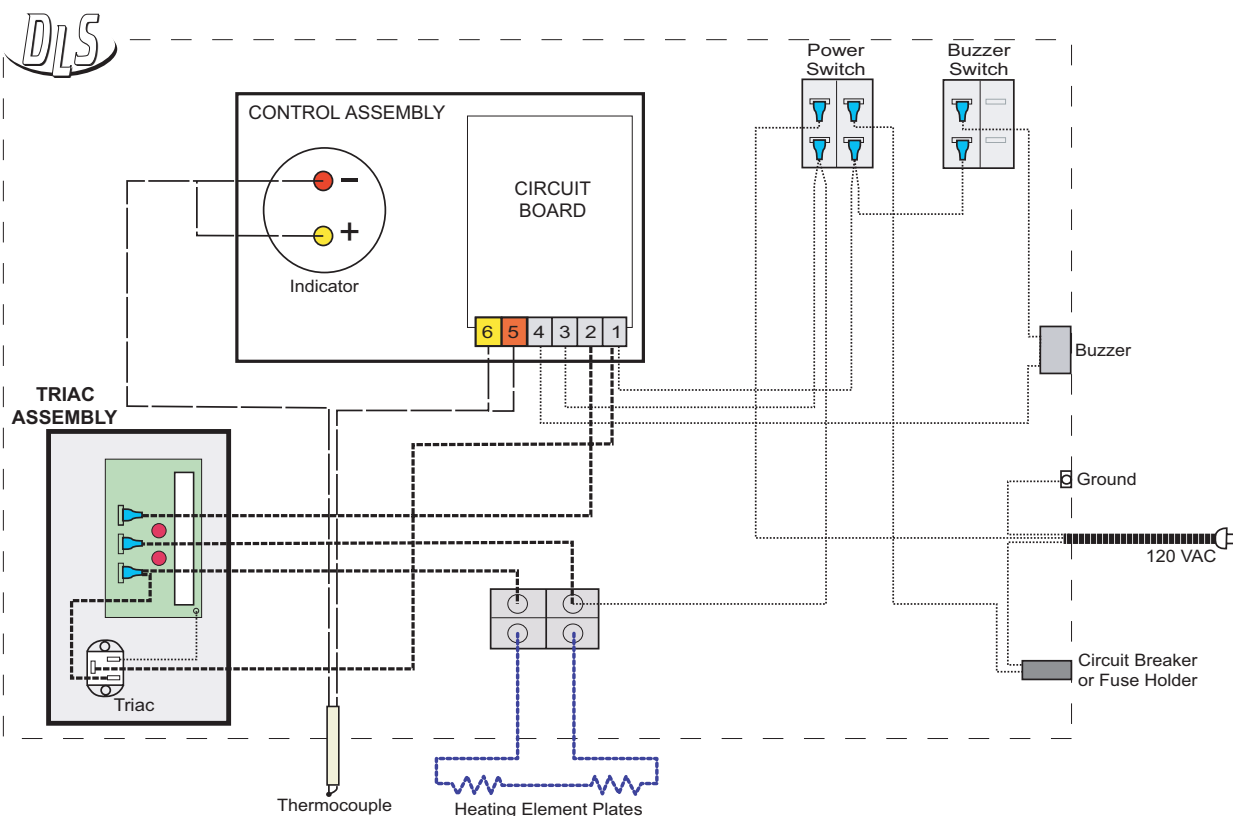 DLS
Power
Switch
Buzzer
Switch
CONTROL ASSEMBLY
CIRCUIT
BOARD
-
+
Indicator
6 5 4 3 2 1
Buzzer
TRIAC
ASSEMBLY
Ground
120 VAC
Circuit Breaker
or Fuse Holder
Triac
Thermocouple
Heating Element Plates